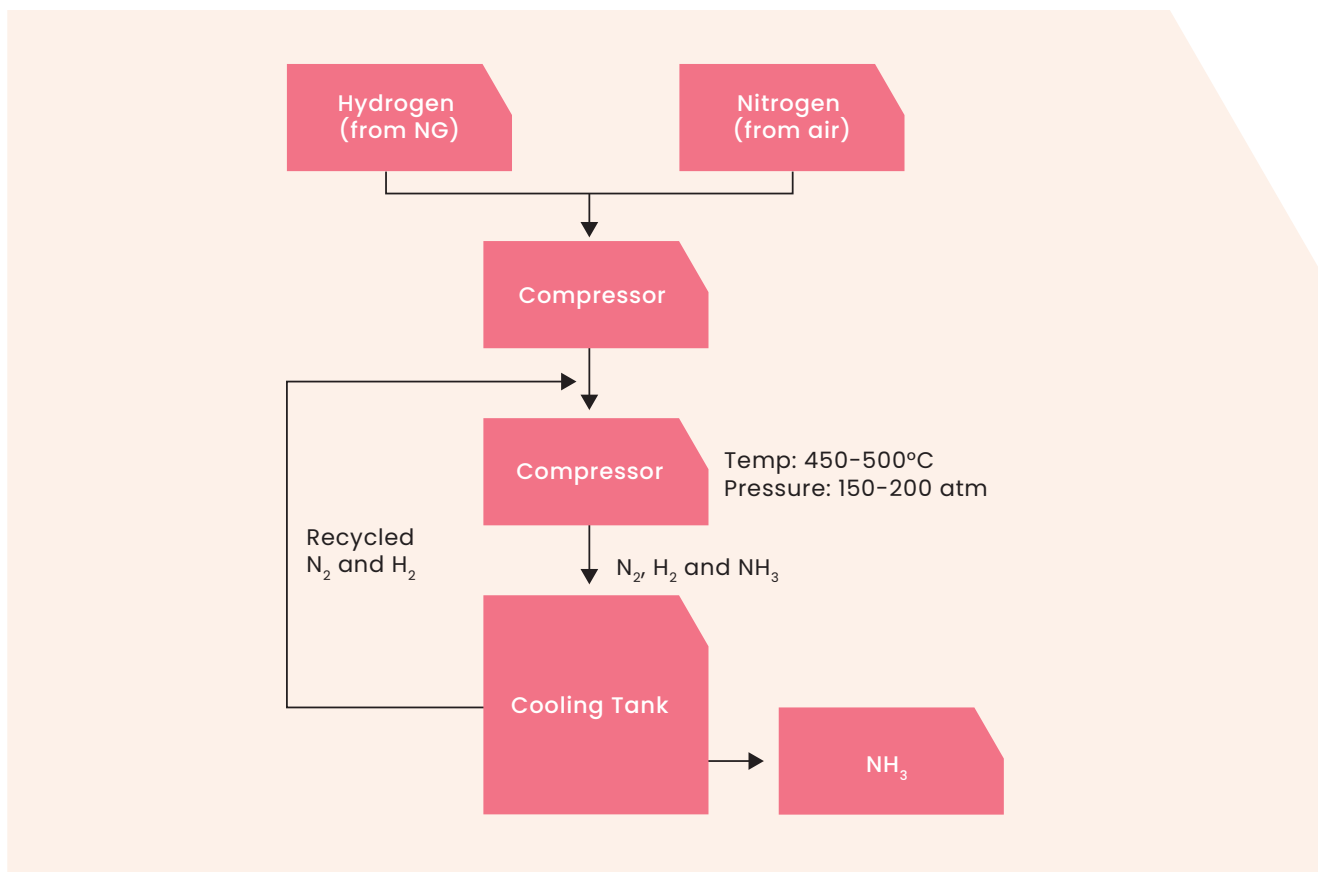 Hydrogen
(from NG)
Nitrogen
(from air)
Compressor
Compressor
Temp: 450-500°C
Pressure: 150-200 atm
Recycled
N₂ and H₂
N₂, H₂ and NH₃
Cooling Tank
NH₃